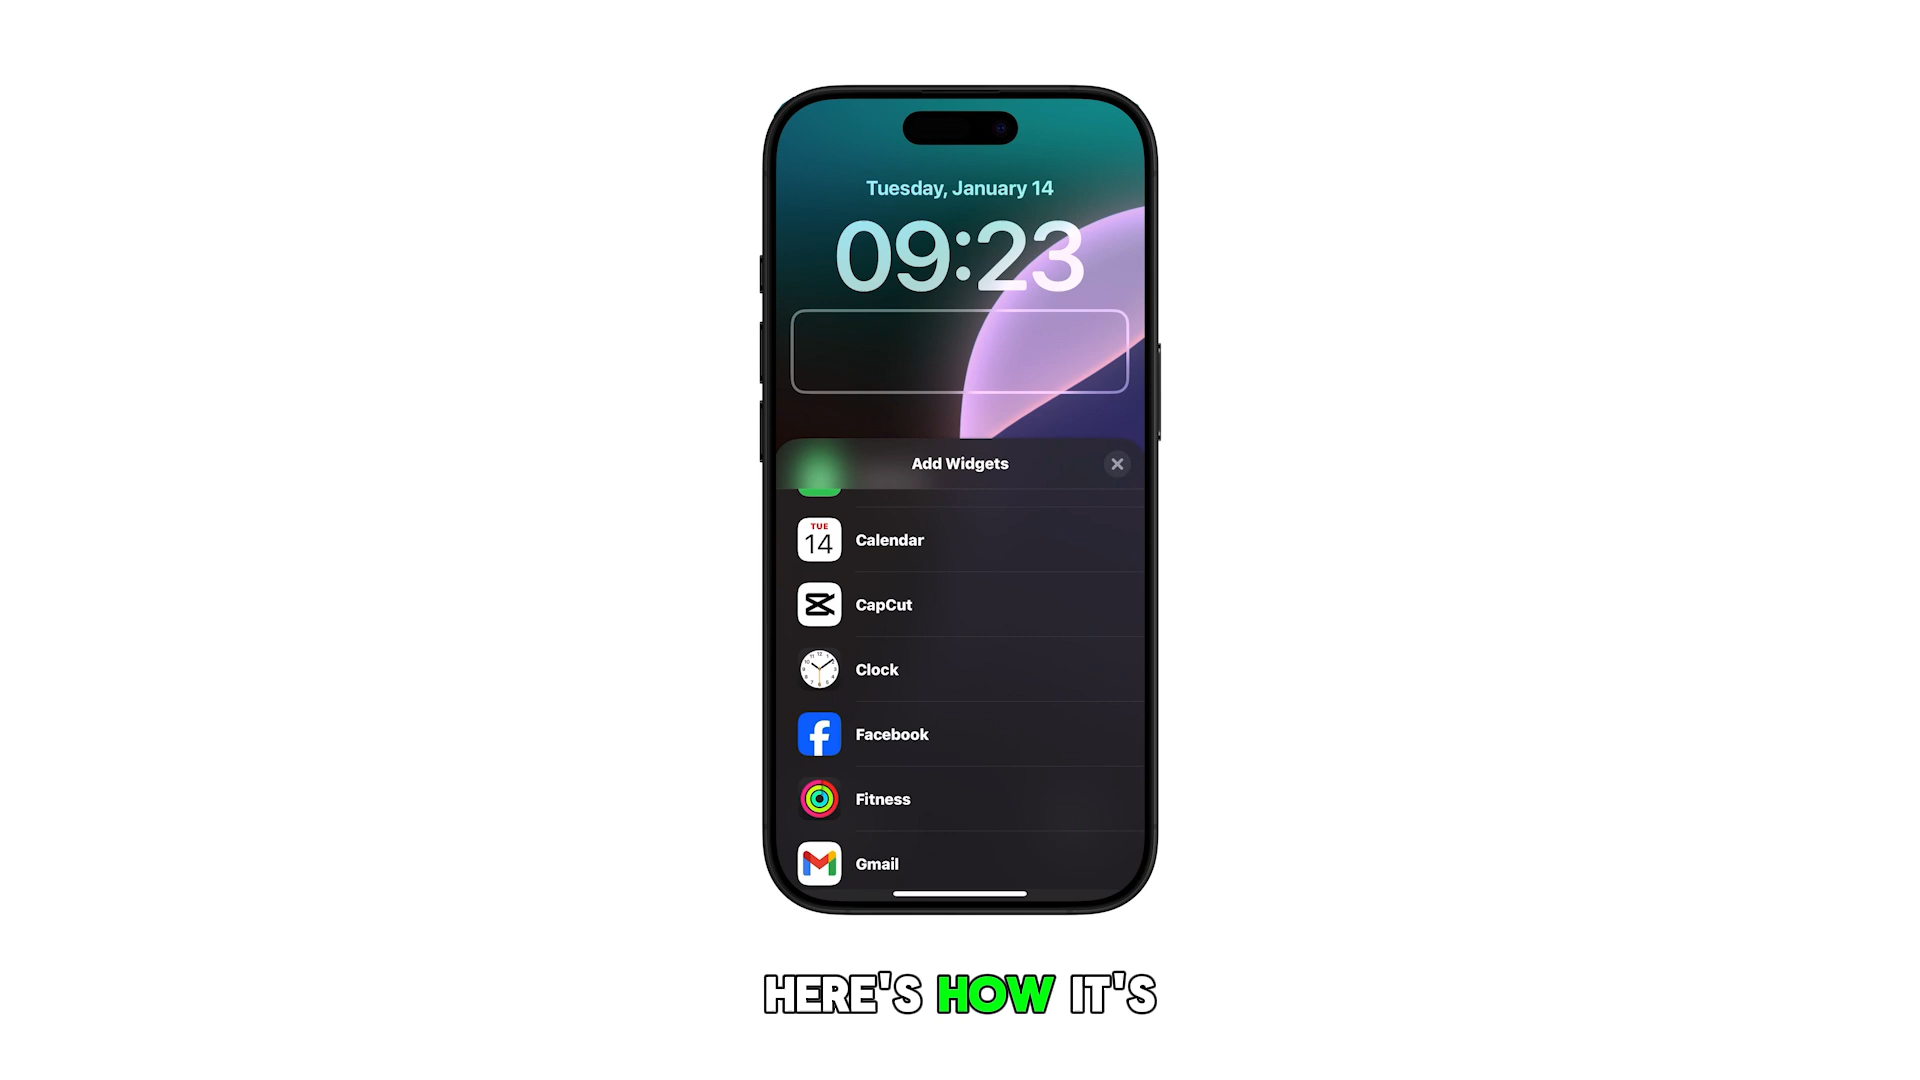 Tuesday, January 14
09:23
Add Widgets
TUE
14
Calendar
CapCut
Clock
Facebook
Fitness
Gmail
HERE'S HOW IT'S